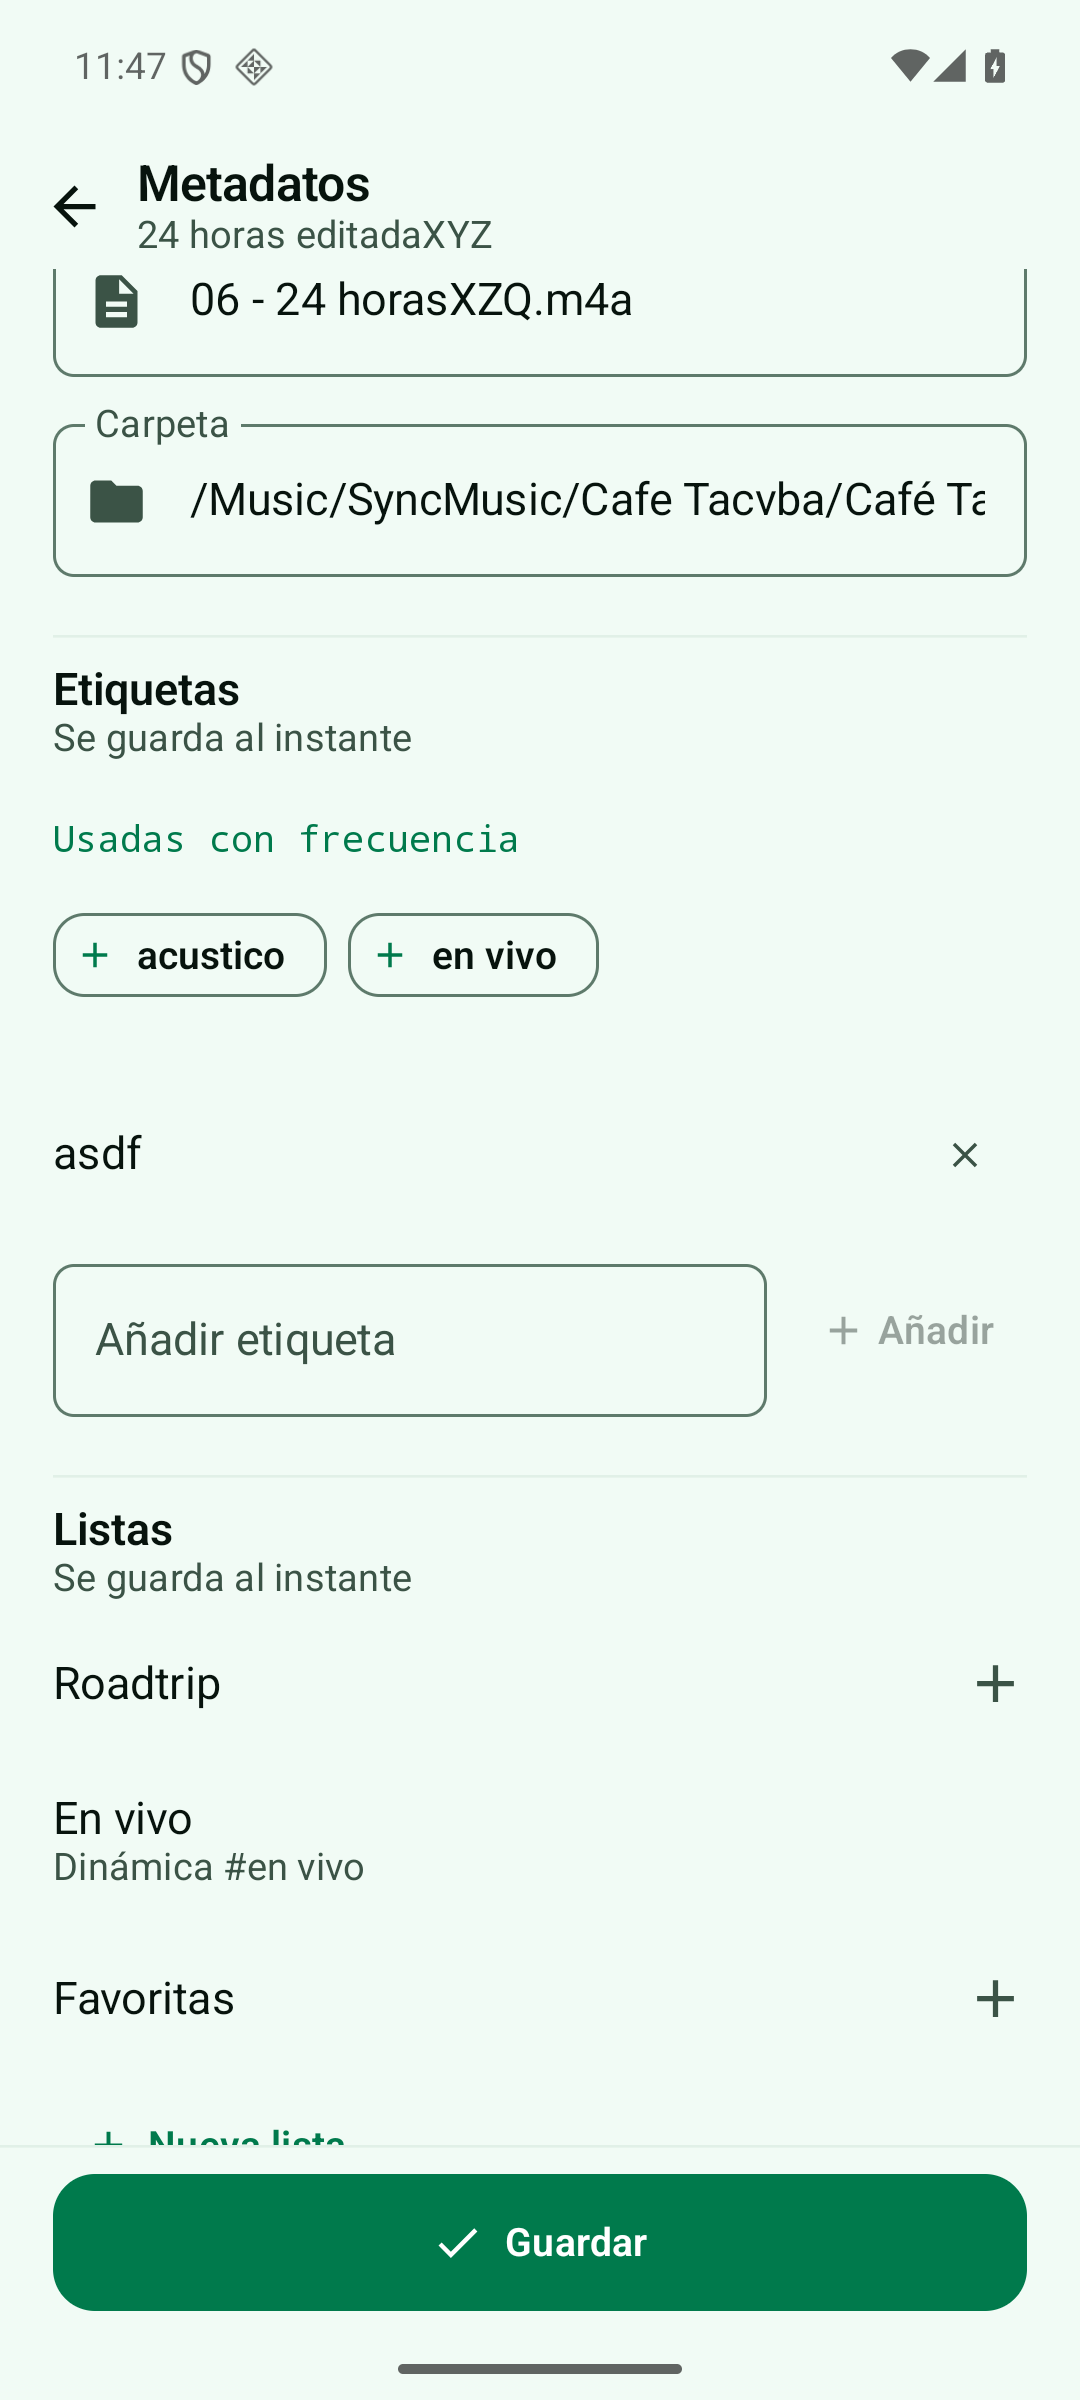 11:47
Metadatos
24 horas editadaXYZ
06 - 24 horasXZQ.m4a
Carpeta
/Music/SyncMusic/Cafe Tacvba/Café Ta
Etiquetas
Se guarda al instante
Usadas con frecuencia
+ acustico + en vivo
asdf
Añadir etiqueta
+ Añadir
Listas
Se guarda al instante
Roadtrip
En vivo
Dinámica #en vivo
Favoritas
+ Nueva lista
Guardar